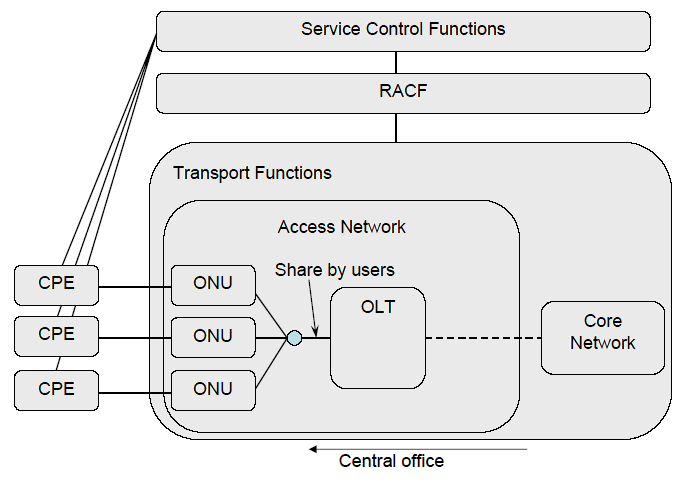 Service Control Functions
RACF
Transport Functions
Access Network
Share by users
CPE
ONU
OLT
CPE
ONU
Core
Network
CPE
ONU
Central office